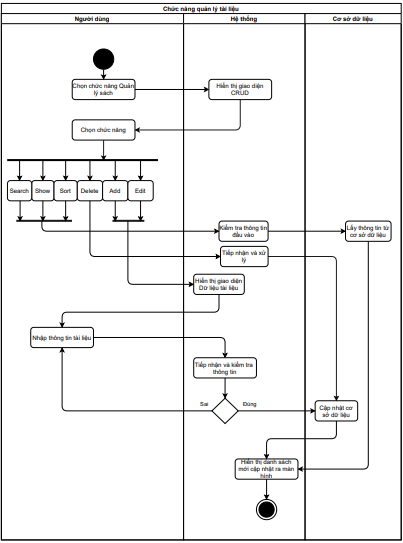 Chức năng quản lý tài liệu
Người dùng
Hệ thống
Cơ sở dữ liệu
Chọn chức năng Quản
lý sách
Hiển thị giao diện
CRUD
Chọn chức năng
Search
Show
Sort
Delete
Add
Edit
Kiểm tra thông tin
đầu vào
Lấy thông tin từ
cơ sở dữ liệu
Tiếp nhận và xử
lý
Hiển thị giao diện
Dữ liệu tài liệu
Nhập thông tin tài liệu
Tiếp nhận và kiểm tra
thông tin
Sai
Đúng
Cập nhật cơ
sở dữ liệu
Hiển thị danh sách
mới cập nhật ra màn
hình